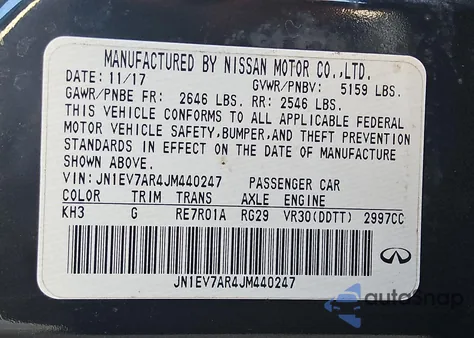 MANUFACTURED BY NISSAN MOTOR CO.,LTD.
DATE: 11/17 GVWR/PNBV: 5159 LBS.
GAWR/PNBE FR: 2646 LBS. RR: 2546 LBS.
THIS VEHICLE CONFORMS TO ALL APPLICABLE FEDERAL
MOTOR VEHICLE SAFETY,BUMPER,AND THEFT PREVENTION
STANDARDS IN EFFECT ON THE DATE OF MANUFACTURE
SHOWN ABOVE.
VIN: JN1EV7AR4JM440247 PASSENGER CAR
COLOR TRIM TRANS AXLE ENGINE
KH3 G RE7R01A RG29 VR30(DDTT) 2997CC
JN1EV7AR4JM440247
autoSnap